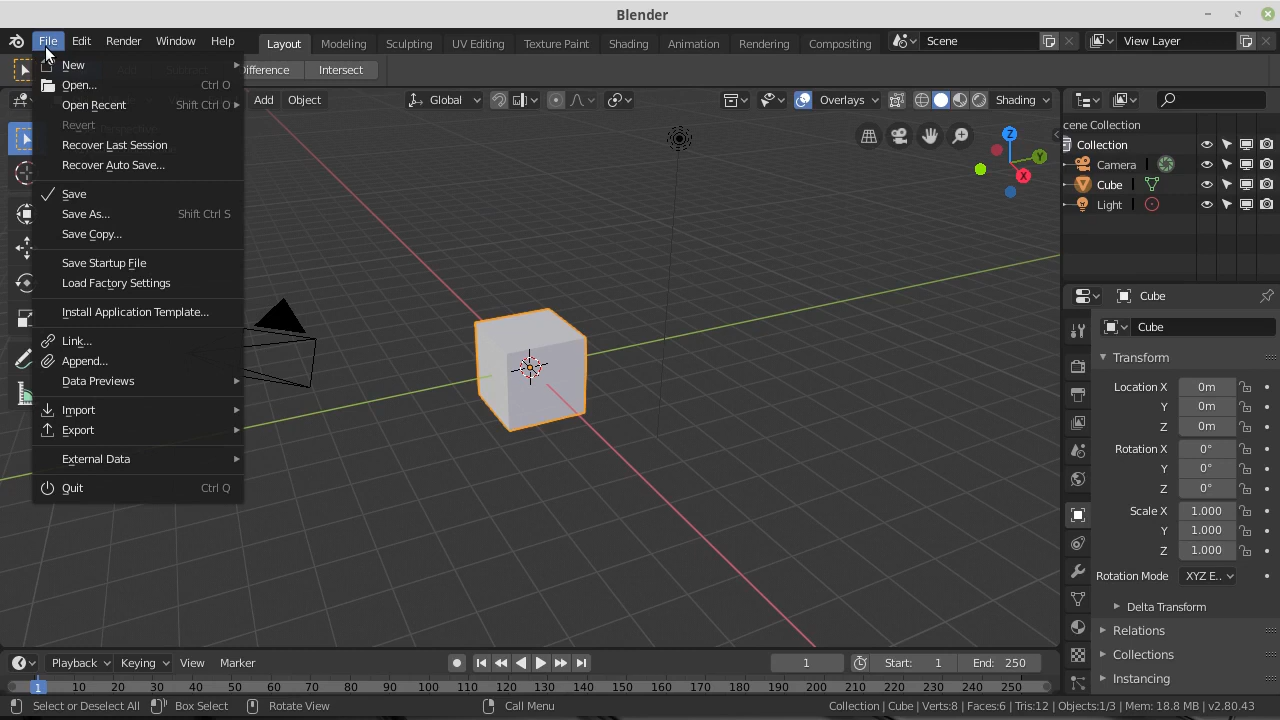 Blender
File Edit Render Window Help Layout Modeling Sculpting UV Editing Texture Paint Shading Animation Rendering Compositing Scene View Layer
Difference Intersect
Add Object Global Overlays Shading
New
Open... Ctrl O
Open Recent Shift Ctrl O
Revert
Recover Last Session
Recover Auto Save...
Save
Save As... Shift Ctrl S
Save Copy...
Save Startup File
Load Factory Settings
Install Application Template...
Link...
Append...
Data Previews
Import
Export
External Data
Quit Ctrl Q
Z
Y
X
cene Collection
Collection
Camera
Cube
Light
Cube
Cube
Transform
Location X 0m
Y 0m
Z 0m
Rotation X 0°
Y 0°
Z 0°
Scale X 1.000
Y 1.000
Z 1.000
Rotation Mode XYZ E..
Delta Transform
Relations
Collections
Instancing
Playback Keying View Marker 1 Start: 1 End: 250
1 10 20 30 40 50 60 70 80 90 100 110 120 130 140 150 160 170 180 190 200 210 220 230 240 250
Select or Deselect All Box Select Rotate View Call Menu Collection | Cube | Verts:8 | Faces:6 | Tris:12 | Objects:1/3 | Mem: 18.8 MB | v2.80.43